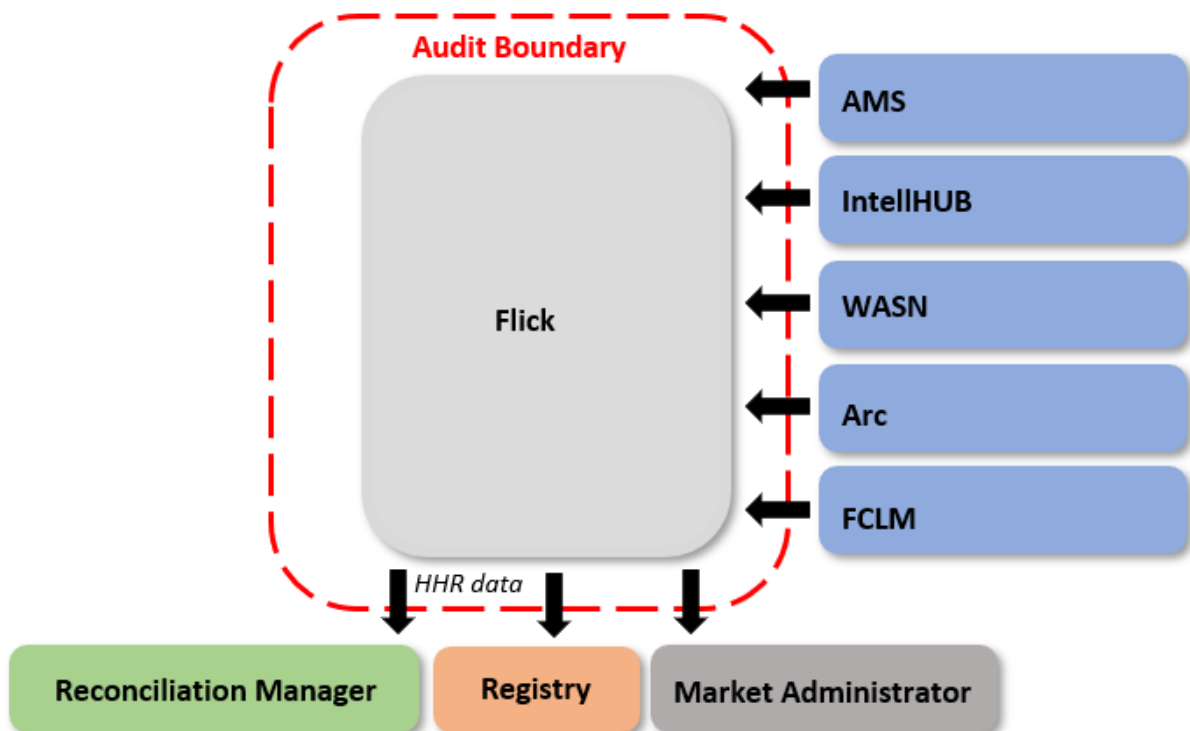 Audit Boundary
AMS
IntellHUB
WASN
Flick
Arc
FCLM
HHR data
Reconciliation Manager
Registry
Market Administrator